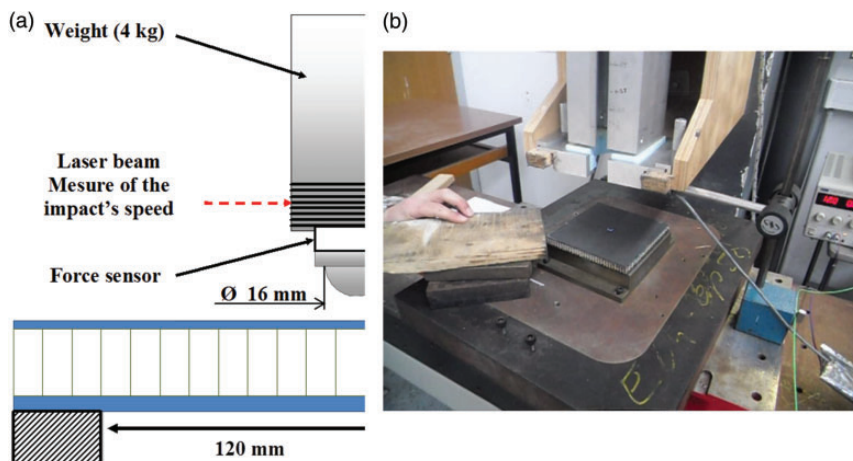 (a)
Weight (4 kg)
Laser beam
Mesure of the
impact's speed
Force sensor
Ø 16 mm
120 mm
(b)